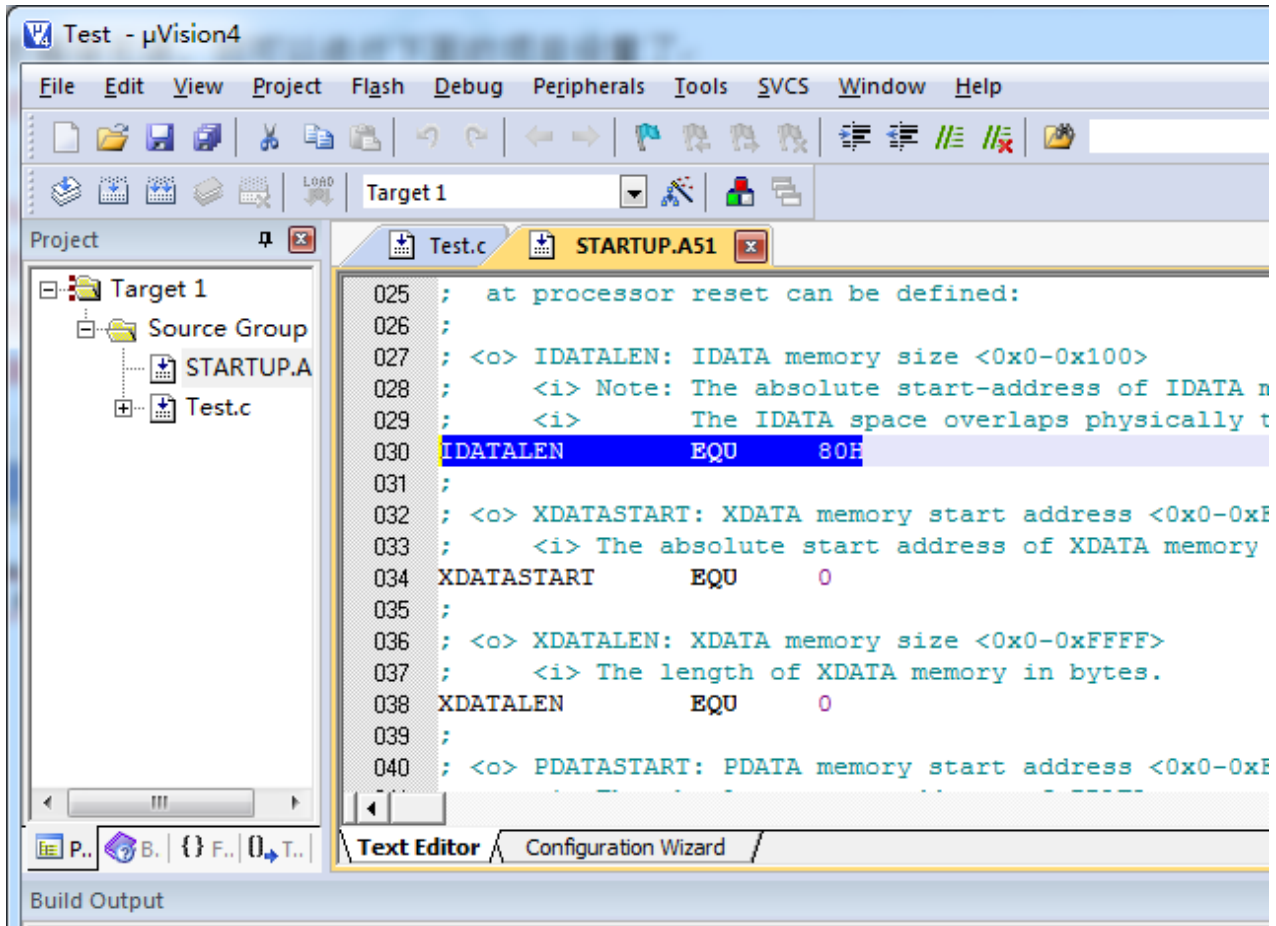 Test - µVision4
File Edit View Project Flash Debug Peripherals Tools SVCS Window Help
LOAD Target 1
Project
Test.c STARTUP.A51
Target 1
Source Group
STARTUP.A
Test.c
025 ;  at processor reset can be defined:
026 ;
027 ; <o> IDATALEN: IDATA memory size <0x0-0x100>
028 ;     <i> Note: The absolute start-address of IDATA
029 ;     <i>       The IDATA space overlaps physically
030 IDATALEN        EQU     80H
031 ;
032 ; <o> XDATASTART: XDATA memory start address <0x0-0x
033 ;     <i> The absolute start address of XDATA memory
034 XDATASTART      EQU     0
035 ;
036 ; <o> XDATALEN: XDATA memory size <0x0-0xFFFF>
037 ;     <i> The length of XDATA memory in bytes.
038 XDATALEN        EQU     0
039 ;
040 ; <o> PDATASTART: PDATA memory start address <0x0-0x
P.. B. {} F.. T..
Text Editor Configuration Wizard
Build Output